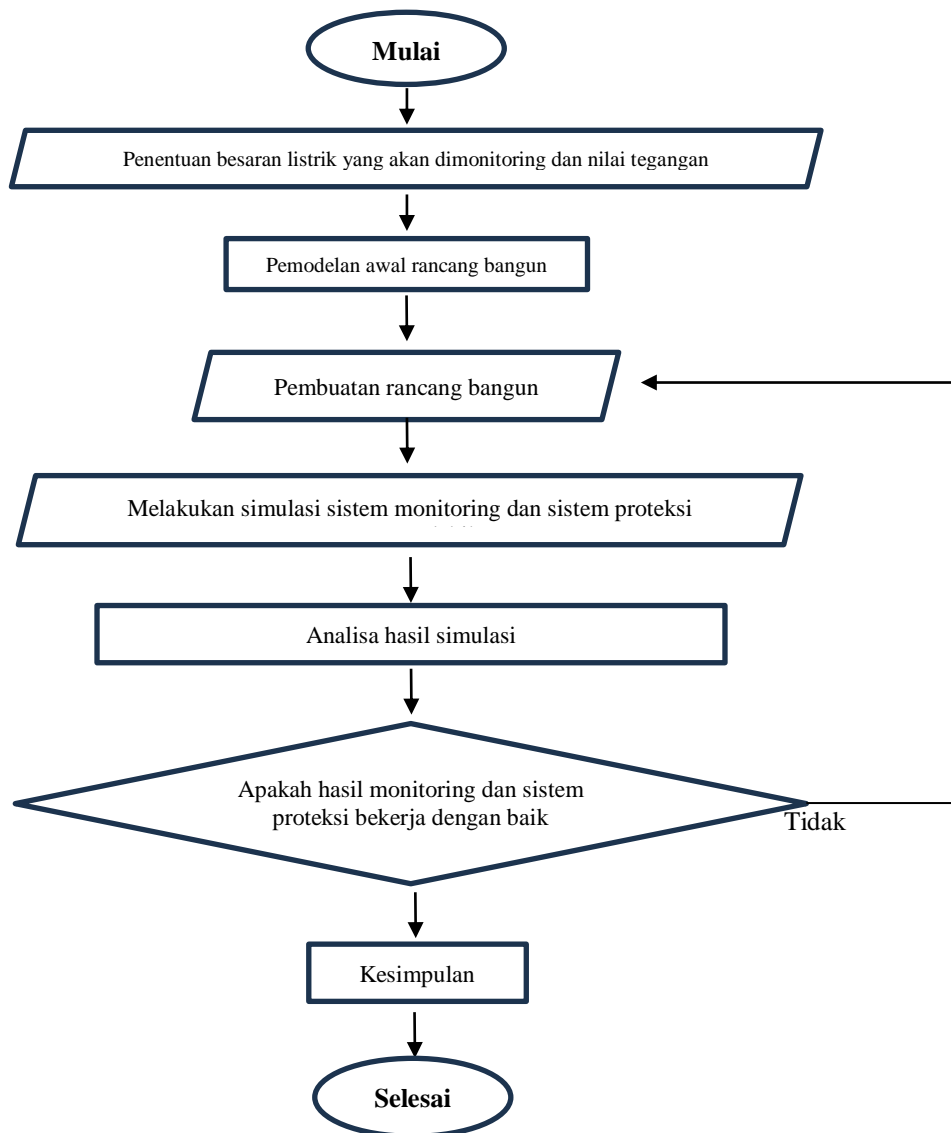 Mulai
Penentuan besaran listrik yang akan dimonitoring dan nilai tegangan
Pemodelan awal rancang bangun
Pembuatan rancang bangun
Melakukan simulasi sistem monitoring dan sistem proteksi
Analisa hasil simulasi
Apakah hasil monitoring dan sistem
proteksi bekerja dengan baik
Tidak
Kesimpulan
Selesai